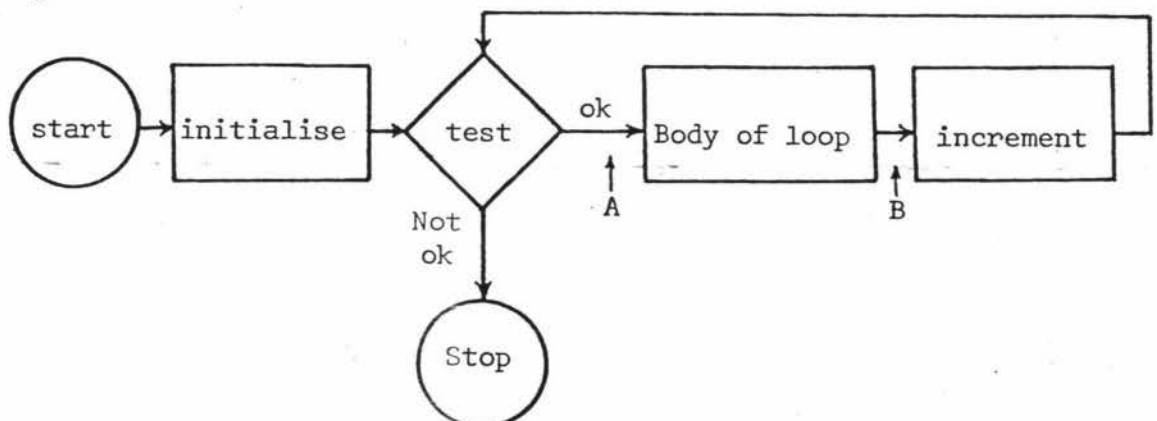 start
initialise
test
ok
Body of loop
increment
A
B
Not
ok
Stop